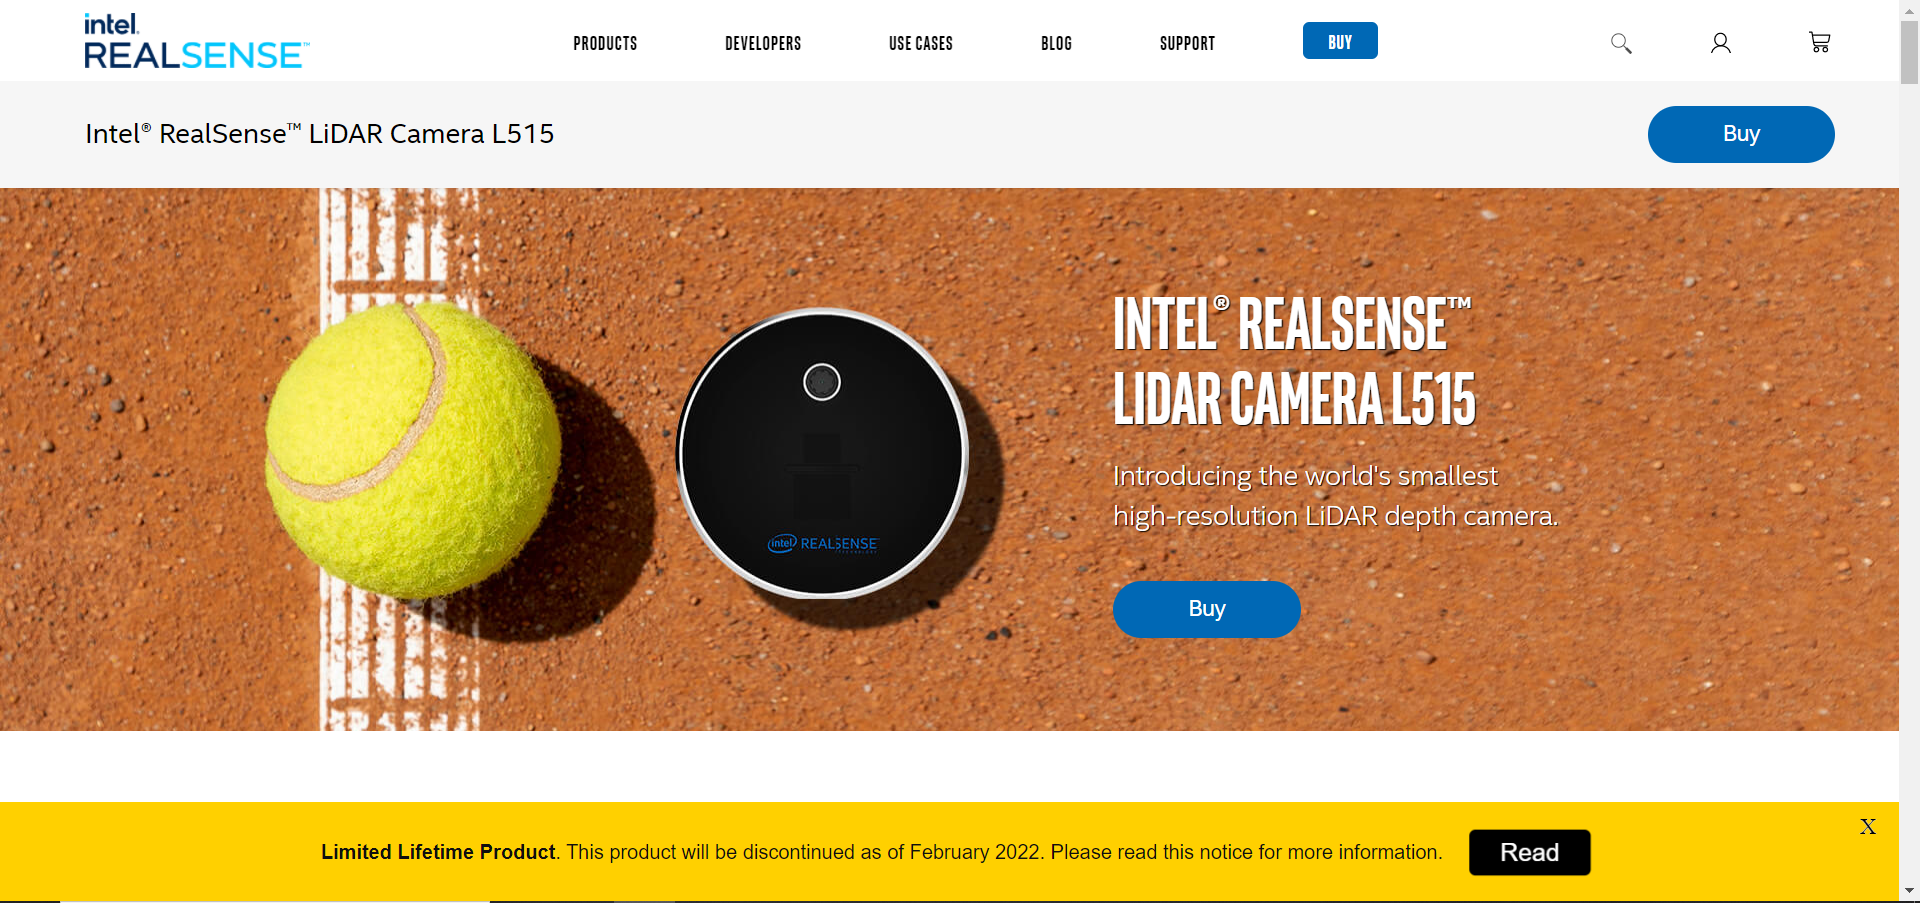 intel.
REALSENSE™
PRODUCTS
DEVELOPERS
USE CASES
BLOG
SUPPORT
BUY
Intel® RealSense™ LiDAR Camera L515
Buy
INTEL® REALSENSE™
LIDAR CAMERA L515
Introducing the world's smallest
high-resolution LiDAR depth camera.
Buy
intel REALSENSE™
TECHNOLOGY
X
Limited Lifetime Product. This product will be discontinued as of February 2022. Please read this notice for more information.
Read